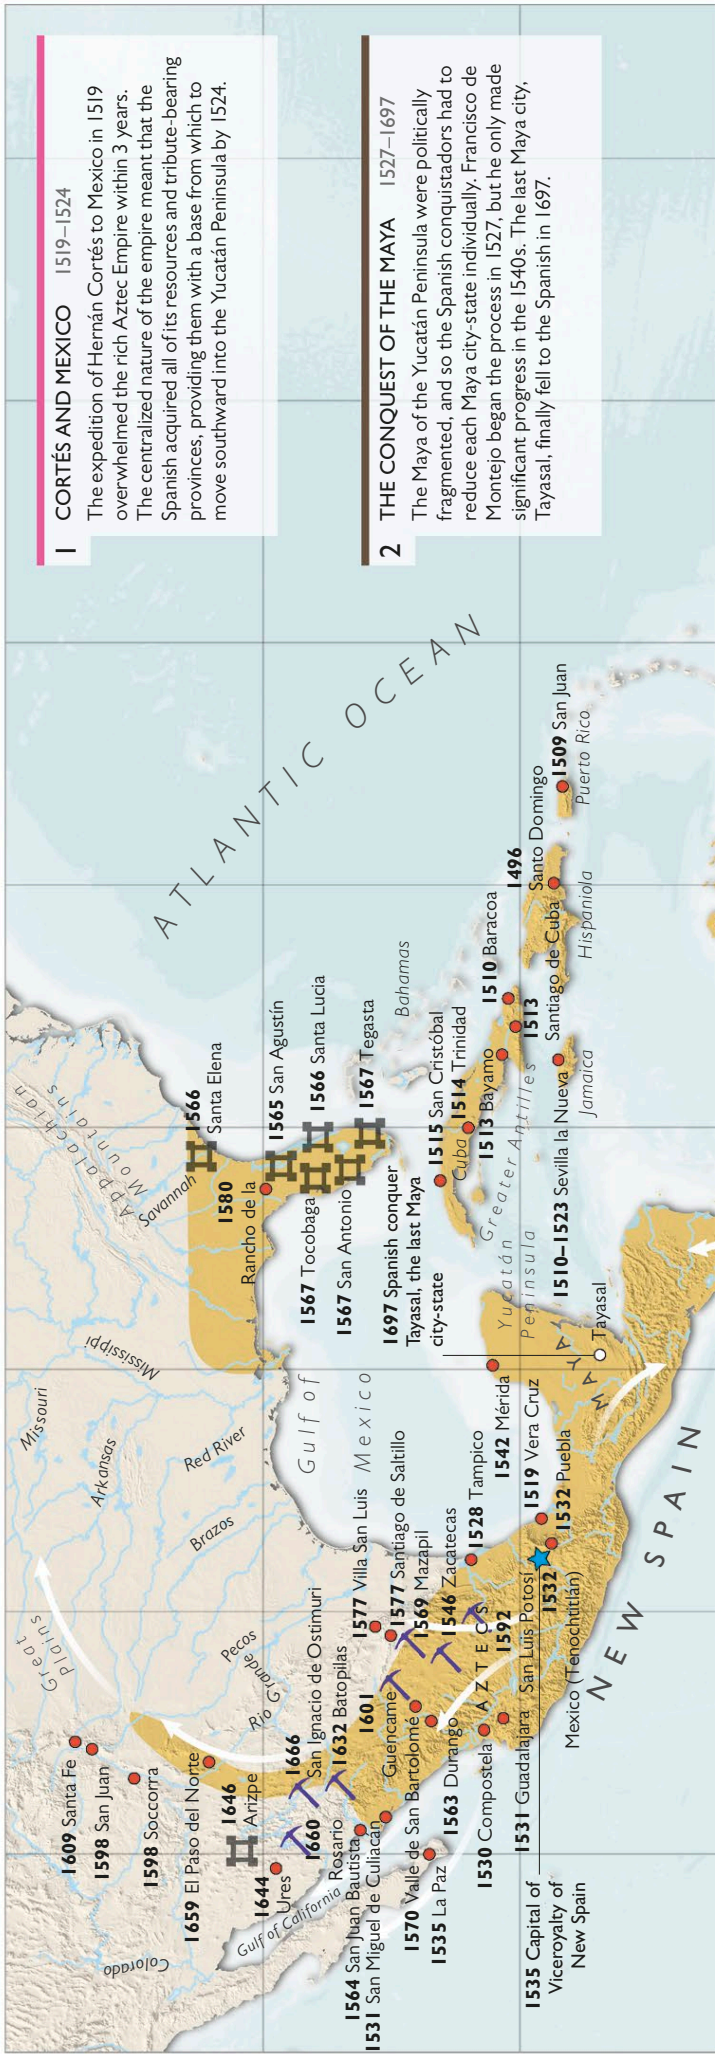 1 CORTÉS AND MEXICO 1519–1524
The expedition of Hernán Cortés to Mexico in 1519
overwhelmed the rich Aztec Empire within 3 years.
The centralized nature of the empire meant that the
Spanish acquired all of its resources and tribute-bearing
provinces, providing them with a base from which to
move southward into the Yucatán Peninsula by 1524.
2 THE CONQUEST OF THE MAYA 1527–1697
The Maya of the Yucatán Peninsula were politically
fragmented, and so the Spanish conquistadors had to
reduce each Maya city-state individually. Francisco de
Montejo began the process in 1527, but he only made
significant progress in the 1540s. The last Maya city,
Tayasal, finally fell to the Spanish in 1697.
ATLANTIC OCEAN
Missouri
Mississippi
Arkansas
Red River
Brazos
Pecos
Rio Grande
Great
Plains
Colorado
Appalachian
Mountains
Savannah
1609 Santa Fe
1598 San Juan
1598 Soccorra
1659 El Paso del Norte
1646
Arizpe
1644
Ures
1666
San Ignacio de Ostimuri
1632 Batopilas
1660
Rosario
Gulf of California
1564 San Juan Bautista
1531 San Miguel de Culiacán
1601
Guencame
1570 Valle de San Bartolomé
1535 La Paz
1563 Durango
1530 Compostela
1531 Guadalajara
1535 Capital of
Viceroyalty of
New Spain
1577 Villa San Luis
1577 Santiago de Saltillo
1569 Mazapil
1546 Zacatecas
1528 Tampico
AZTECS
1592
San Luis Potosí
1532
Mexico (Tenochtitlán)
1519 Vera Cruz
1532 Puebla
1542 Mérida
NEW SPAIN
Gulf of
Mexico
1566
Santa Elena
1580
Rancho de la
1565 San Agustín
1566 Santa Lucia
1567 Tegasta
1567 Tocobaga
1567 San Antonio
1697 Spanish conquer
Tayasal, the last Maya
city-state
Yucatán
Peninsula
MAYA
Tayasal
Bahamas
1515 San Cristóbal
Cuba
1514 Trinidad
1513 Bayamo
1510 Baracoa
1513
Santiago de Cuba
Greater Antilles
1510–1523 Sevilla la Nueva
Jamaica
1496
Santo Domingo
Hispaniola
1509 San Juan
Puerto Rico